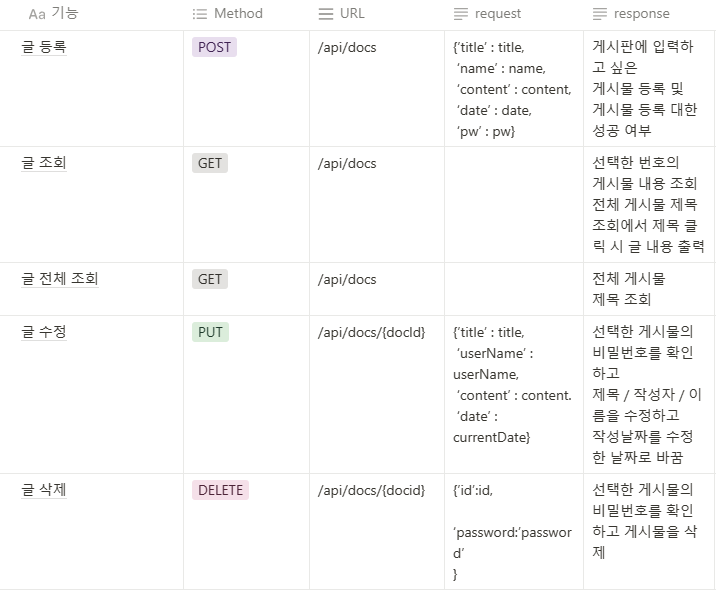 Aa 기능 Method URL request response
글 등록 POST /api/docs {'title' : title, 게시판에 입력하
'name' : name, 고 싶은
'content' : content, 게시물 등록 및
'date' : date, 게시물 등록 대한
'pw' : pw} 성공 여부
글 조회 GET /api/docs 선택한 번호의
게시물 내용 조회
전체 게시물 제목
조회에서 제목 클
릭 시 글 내용 출력
글 전체 조회 GET /api/docs 전체 게시물
제목 조회
글 수정 PUT /api/docs/{docId} {'title' : title, 선택한 게시물의
'userName' : 비밀번호를 확인
userName, 하고
'content' : content. 제목 / 작성자 / 이
'date' : 름을 수정하고
currentDate} 작성날짜를 수정
한 날짜로 바꿈
글 삭제 DELETE /api/docs/{docid} {'id':id, 선택한 게시물의
비밀번호를 확인
'password:'passwor 하고 게시물을 삭
d' 제
}